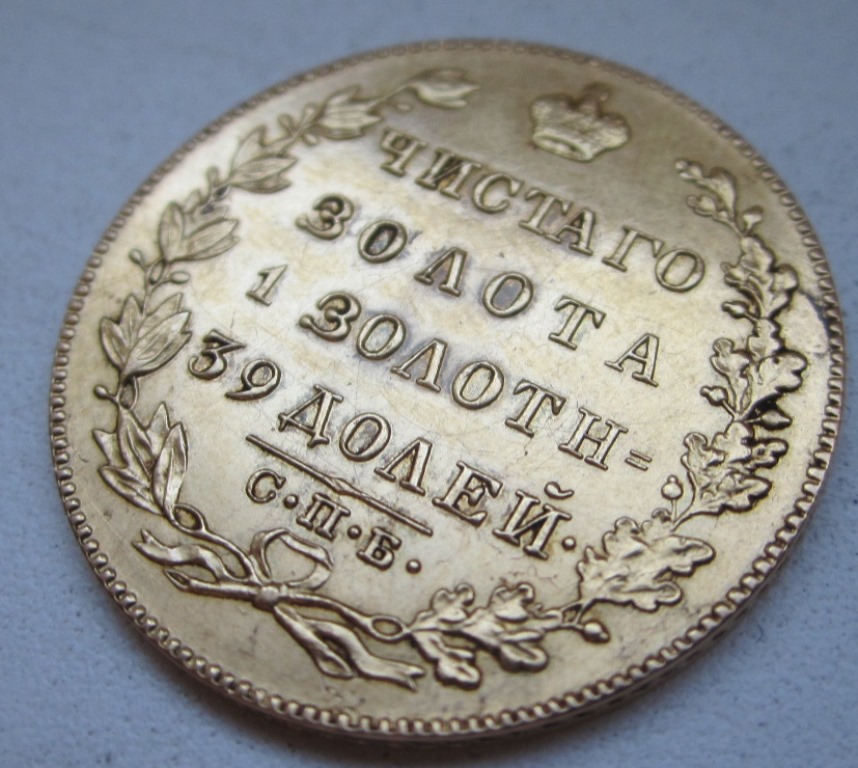 ЧИСТАГО
ЗОЛОТА
1 ЗОЛОТН=
39 ДОЛЕЙ.
С.П.Б.